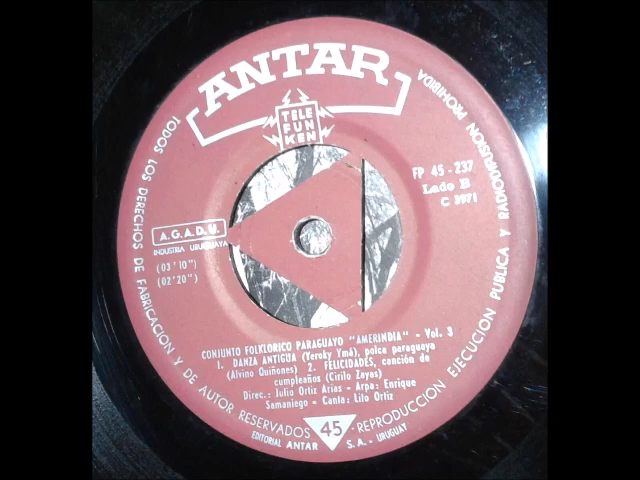 ANTAR
TELE
FUN
KEN
FP 45-237
Lado B
C 3971
A.G.A.D.U.
INDUSTRIA URUGUAYA
(03'10")
(02'20")
CONJUNTO FOLKLORICO PARAGUAYO "AMERINDIA" - Vol. 3
1. DANZA ANTIGUA (Yeroky Ymá), polca paraguaya
(Alvino Quiñones) 2- FELICIDADES, canción de
cumpleaños (Cirilo Zayas)
Direc.: Julio Ortiz Arias - Arpa: Enrique
Samaniego - Canta: Lito Ortiz
TODOS LOS DERECHOS DE FABRICACION Y DE AUTOR RESERVADOS - REPRODUCCION EJECUCION PUBLICA Y RADIODIFUSION PROHIBIDA
45
EDITORIAL ANTAR S.A. - URUGUAY